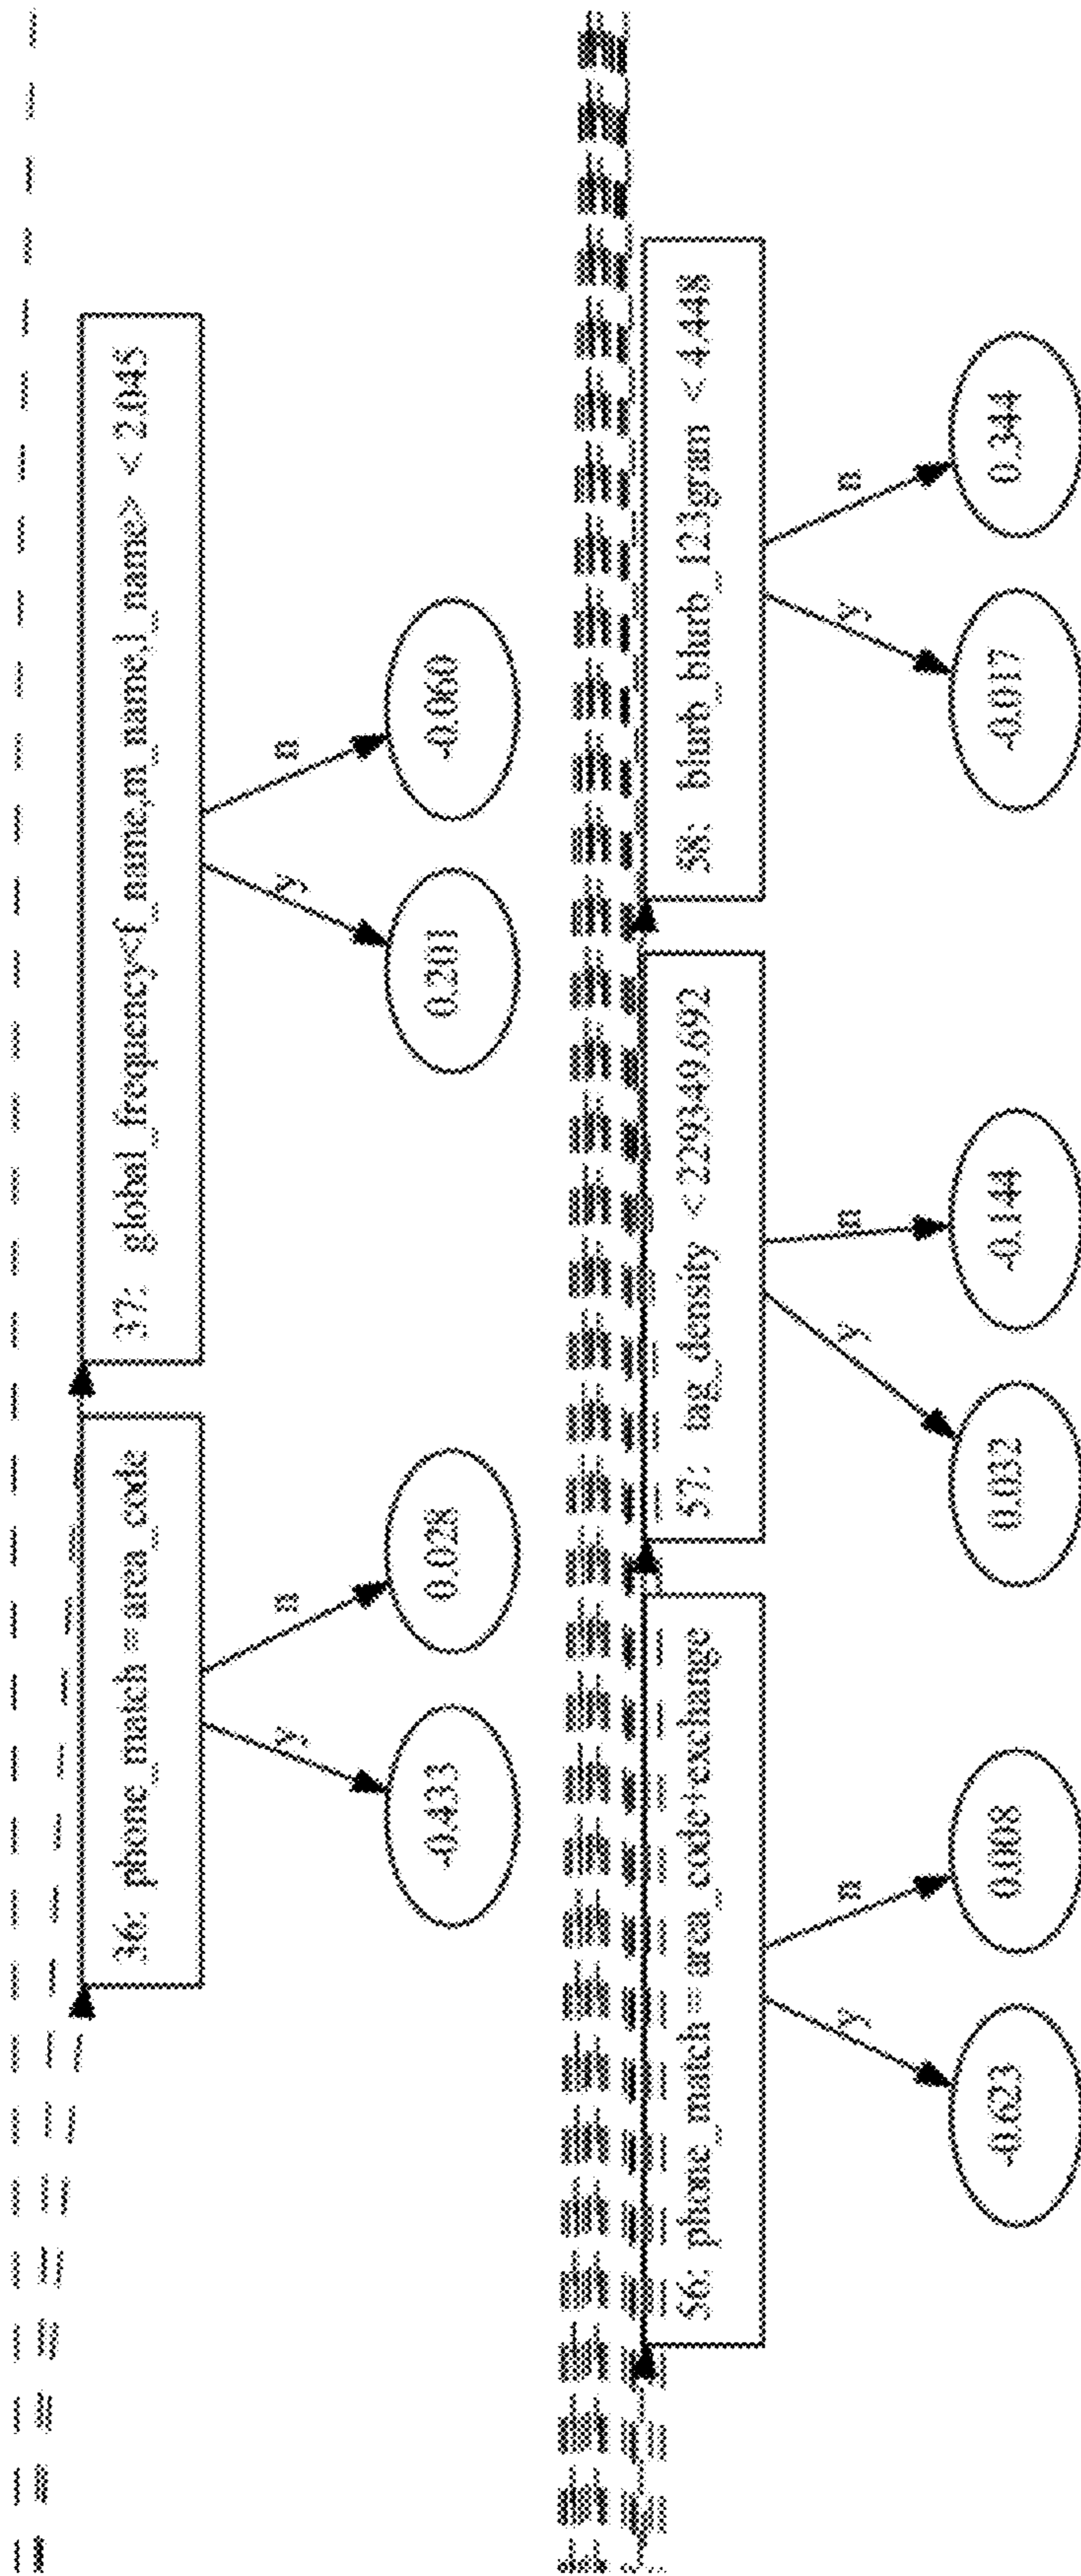 36: phone_match = area_code
y
n
-0.433
0.028
37: global_frequency<f_name,m_name,l_name> < 2.045
y
n
0.201
-0.060
56: phone_match = area_code+exchange
y
n
-0.623
0.008
57: tag_density < 229349.692
y
n
0.032
-0.144
58: blurb_blurb_123gram < 4.448
y
n
-0.017
0.344